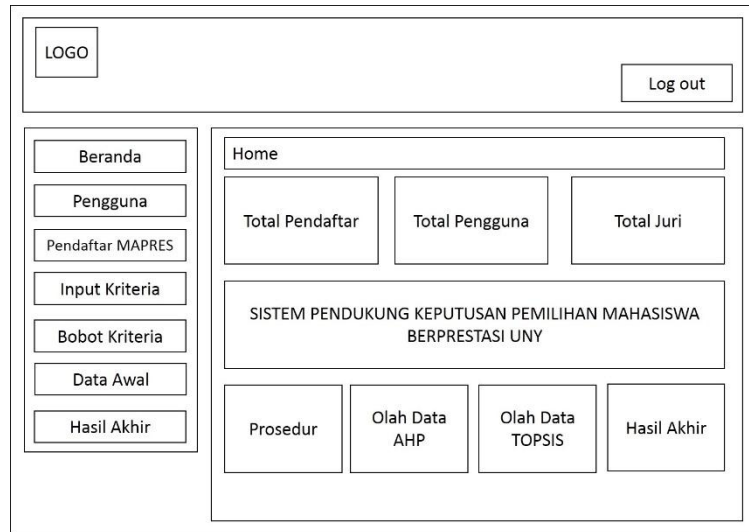 LOGO
Log out
Beranda
Pengguna
Pendaftar MAPRES
Input Kriteria
Bobot Kriteria
Data Awal
Hasil Akhir
Home
Total Pendaftar
Total Pengguna
Total Juri
SISTEM PENDUKUNG KEPUTUSAN PEMILIHAN MAHASISWA
BERPRESTASI UNY
Prosedur
Olah Data
AHP
Olah Data
TOPSIS
Hasil Akhir